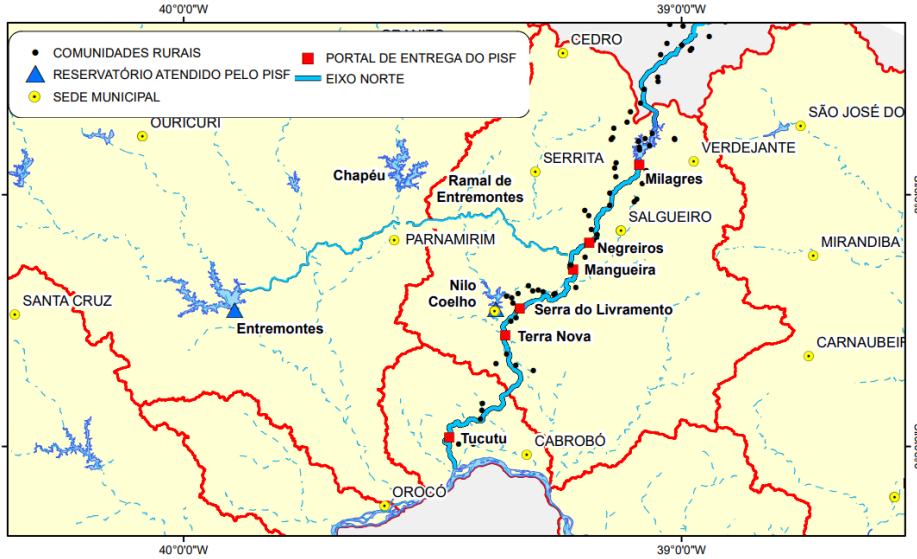 40°0'0"W
39°0'0"W
COMUNIDADES RURAIS
RESERVATÓRIO ATENDIDO PELO PISF
SEDE MUNICIPAL
PORTAL DE ENTREGA DO PISF
EIXO NORTE
CEDRO
OURICURI
SÃO JOSÉ DO
SERRITA
VERDEJANTE
Chapéu
Ramal de
Entremontes
Milagres
SALGUEIRO
PARNAMIRIM
Negreiros
MIRANDIBA
Mangueira
Nilo
Coelho
SANTA CRUZ
Entremontes
Serra do Livramento
Terra Nova
CARNAUBEIR
Tucutu
CABROBÓ
OROCÓ
40°0'0"W
39°0'0"W